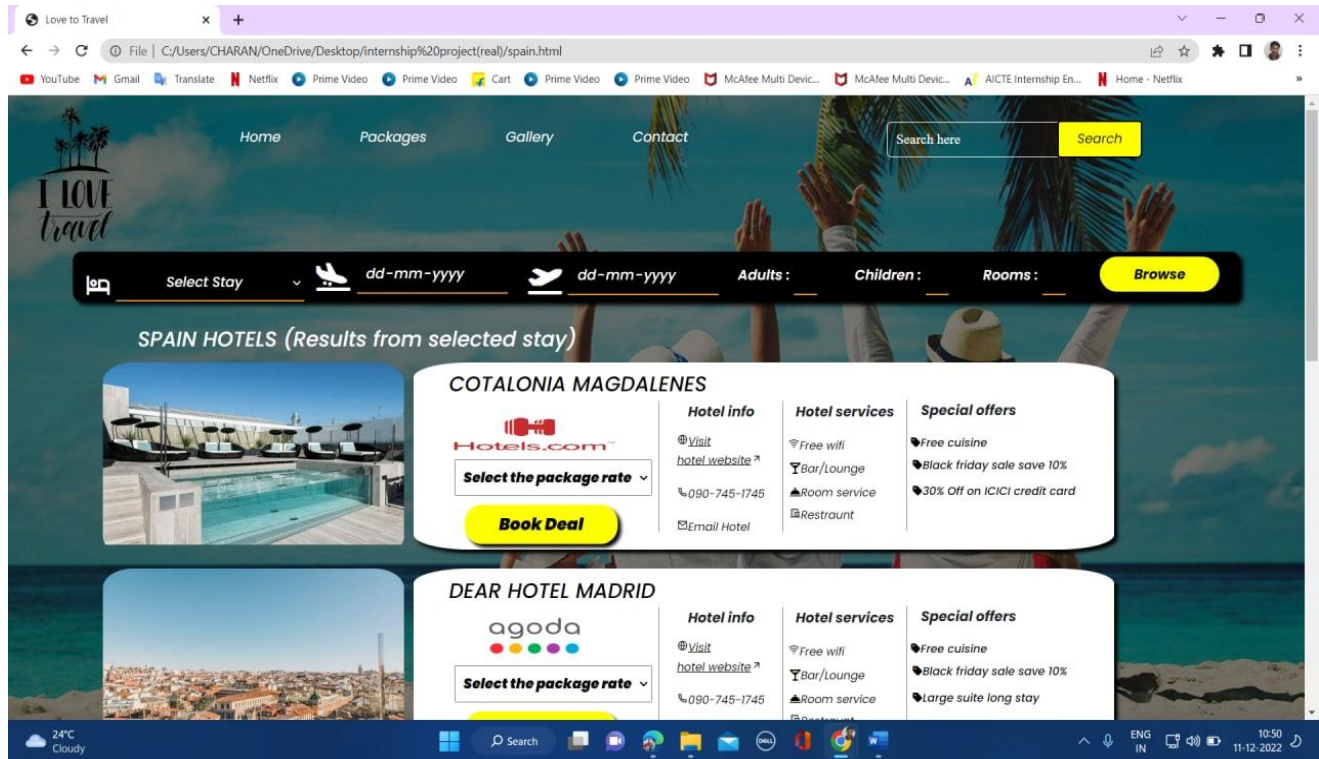 Love to Travel
File | C:/Users/CHARAN/OneDrive/Desktop/internship%20project(real)/spain.html
YouTube Gmail Translate Netflix Prime Video Prime Video Cart Prime Video Prime Video McAfee Multi Devic... McAfee Multi Devic... AICTE Internship En... Home - Netflix »
Home Packages Gallery Contact Search here Search
I LOVE
travel
Select Stay dd-mm-yyyy dd-mm-yyyy Adults : Children : Rooms : Browse
SPAIN HOTELS (Results from selected stay)
COTALONIA MAGDALENES
Hotels.com
Select the package rate
Book Deal
Hotel info
Visit
hotel website
090-745-1745
Email Hotel
Hotel services
Free wifi
Bar/Lounge
Room service
Restraunt
Special offers
Free cuisine
Black friday sale save 10%
30% Off on ICICI credit card
DEAR HOTEL MADRID
agoda
Select the package rate
Hotel info
Visit
hotel website
090-745-1745
Hotel services
Free wifi
Bar/Lounge
Room service
Restraunt
Special offers
Free cuisine
Black friday sale save 10%
Large suite long stay
24°C
Cloudy
Search
DELL
ENG
IN
10:50
11-12-2022